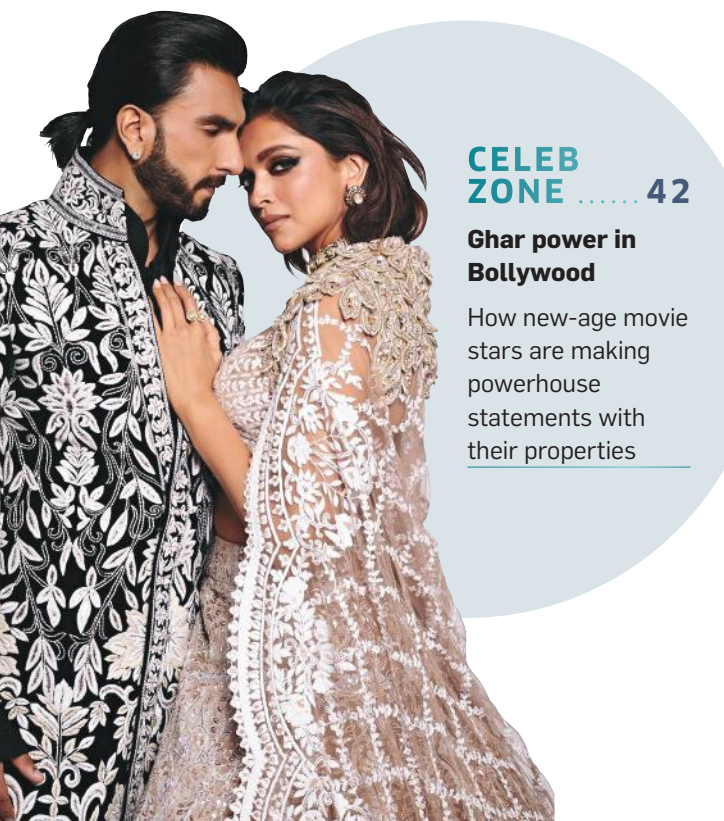 CELEB
ZONE ...... 42
Ghar power in
Bollywood
How new-age movie
stars are making
powerhouse
statements with
their properties